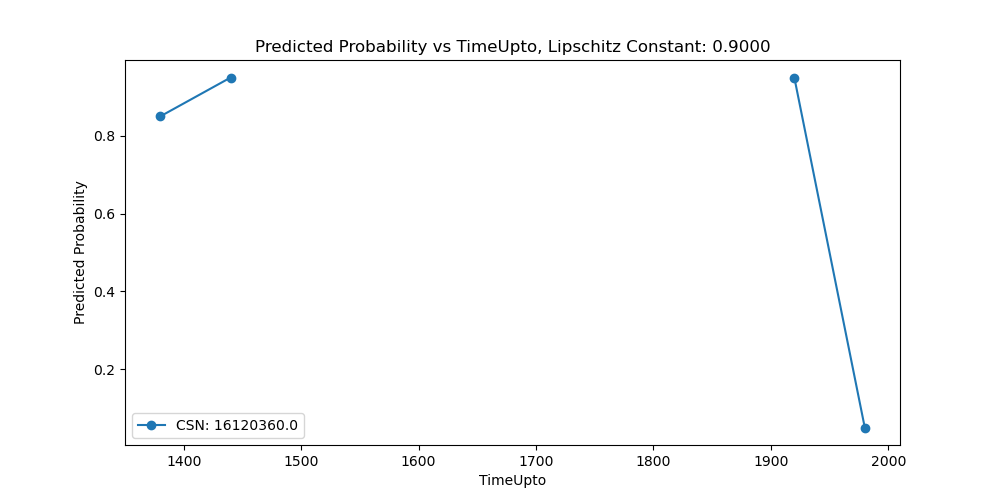 Predicted Probability vs TimeUpto, Lipschitz Constant: 0.9000
Predicted Probability
0.8
0.6
0.4
0.2
CSN: 16120360.0
1400 1500 1600 1700 1800 1900 2000
TimeUpto